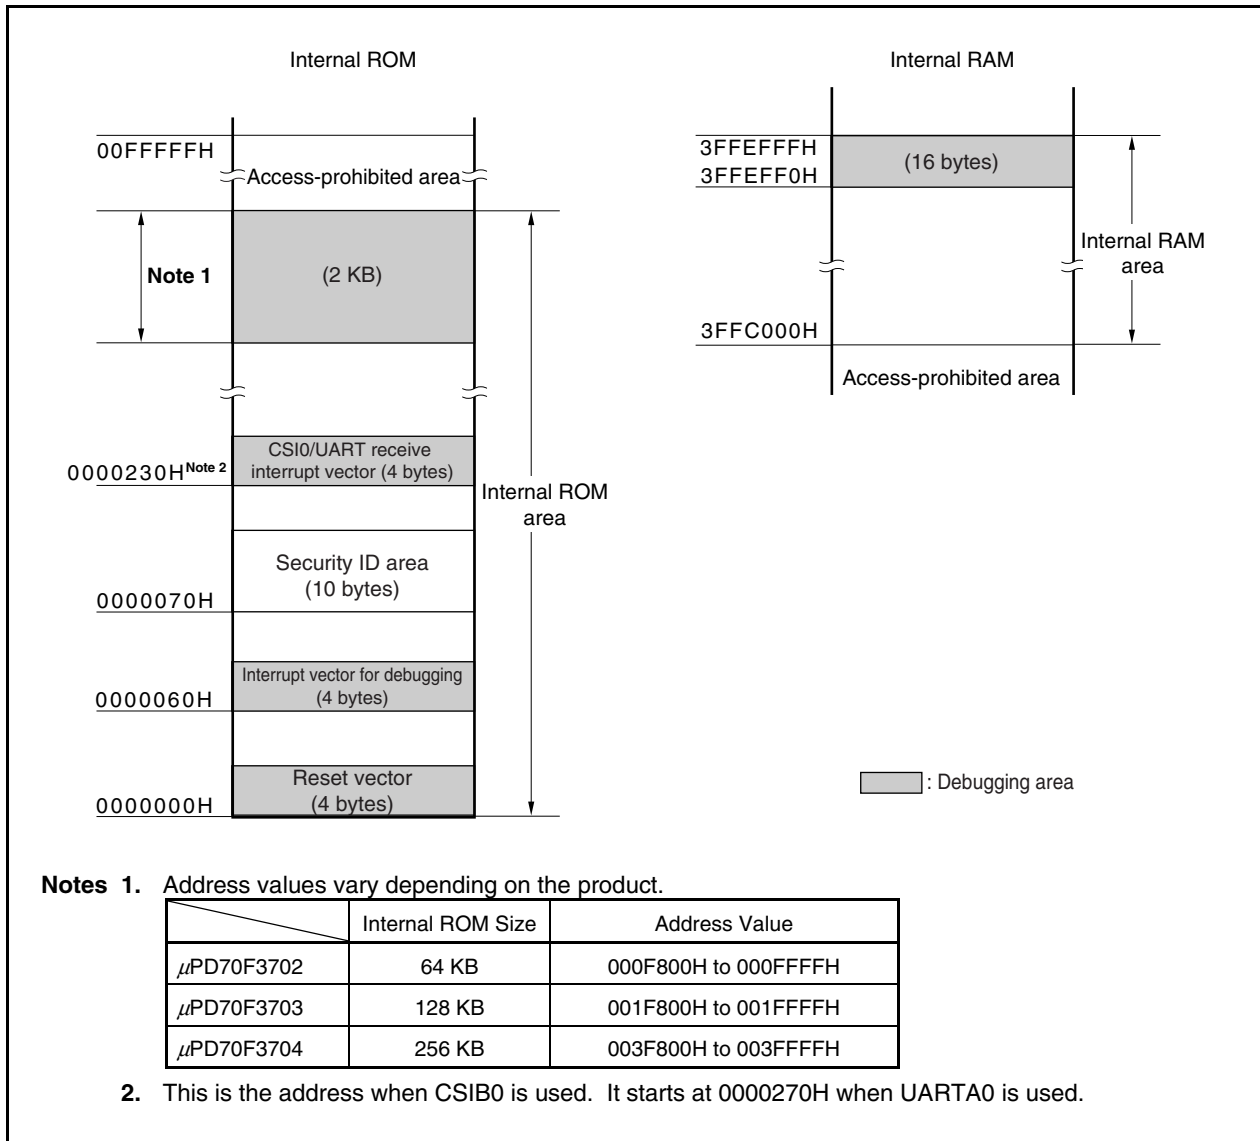 Internal ROM
00FFFFFH
Access-prohibited area
Note 1
(2 KB)
CSI0/UART receive
interrupt vector (4 bytes)
0000230H Note 2
Internal ROM
area
Security ID area
(10 bytes)
0000070H
Interrupt vector for debugging
(4 bytes)
0000060H
Reset vector
(4 bytes)
0000000H
Internal RAM
3FFEFFFH
3FFEFF0H
(16 bytes)
Internal RAM
area
3FFC000H
Access-prohibited area
: Debugging area
Notes 1. Address values vary depending on the product.
Internal ROM Size Address Value
μPD70F3702 64 KB 000F800H to 000FFFFH
μPD70F3703 128 KB 001F800H to 001FFFFH
μPD70F3704 256 KB 003F800H to 003FFFFH
2. This is the address when CSIB0 is used. It starts at 0000270H when UARTA0 is used.